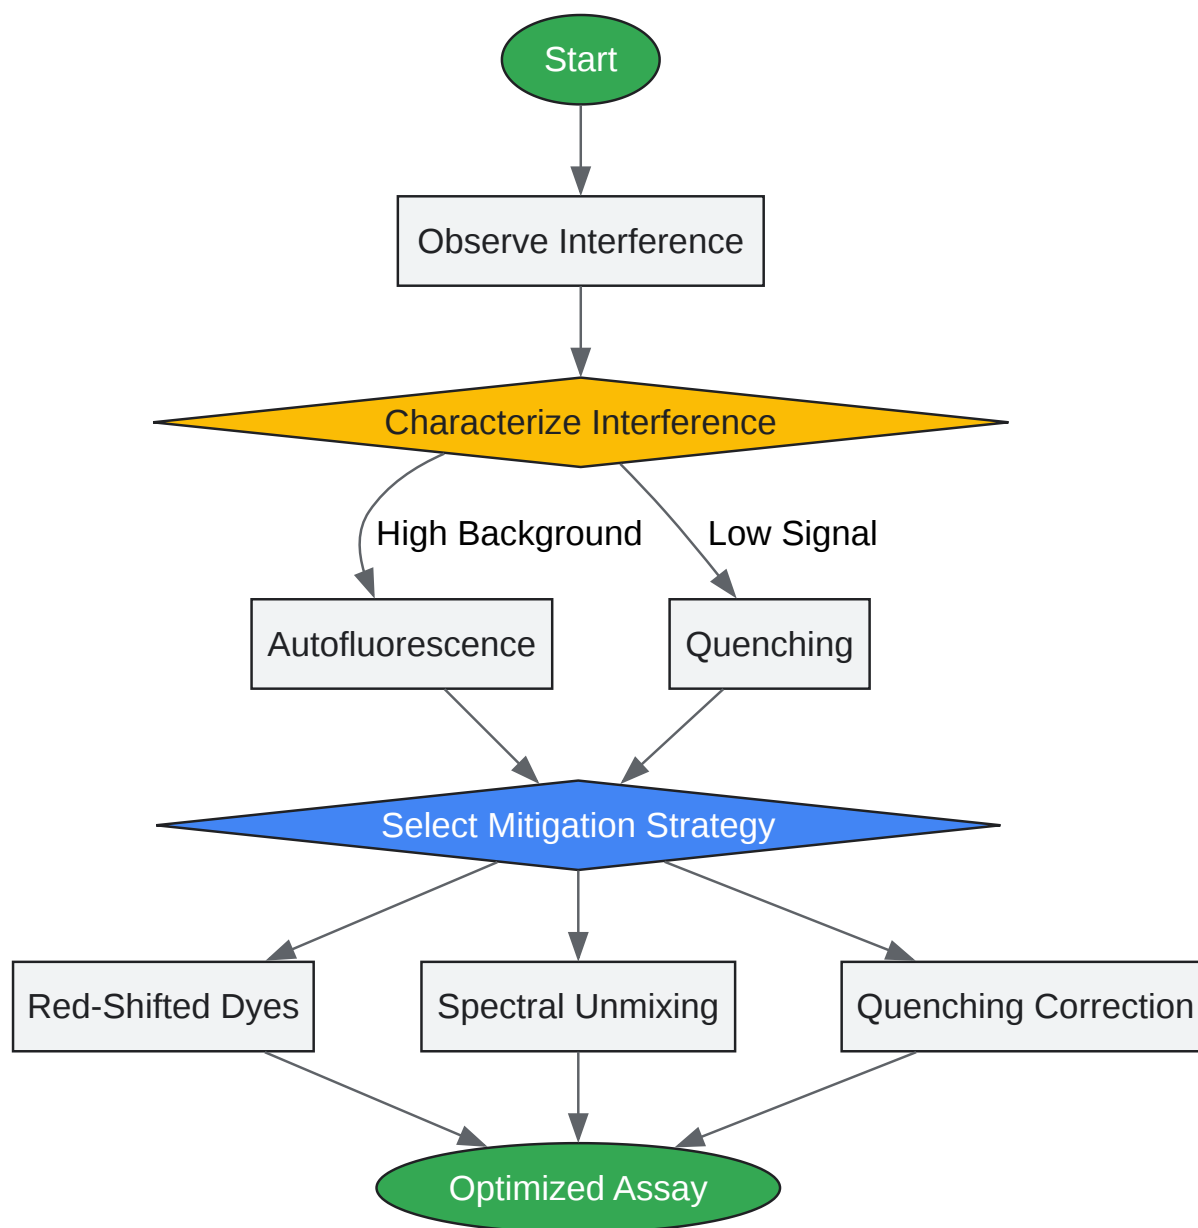 Start
Observe Interference
Characterize Interference
High Background
Low Signal
Autofluorescence
Quenching
Select Mitigation Strategy
Red-Shifted Dyes
Spectral Unmixing
Quenching Correction
Optimized Assay